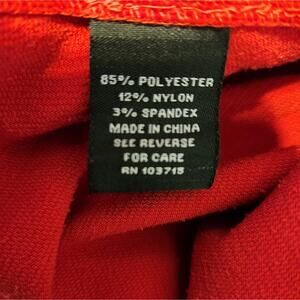 85% POLYESTER
12% NYLON
3% SPANDEX
MADE IN CHINA
SEE REVERSE
FOR CARE
RN 103715